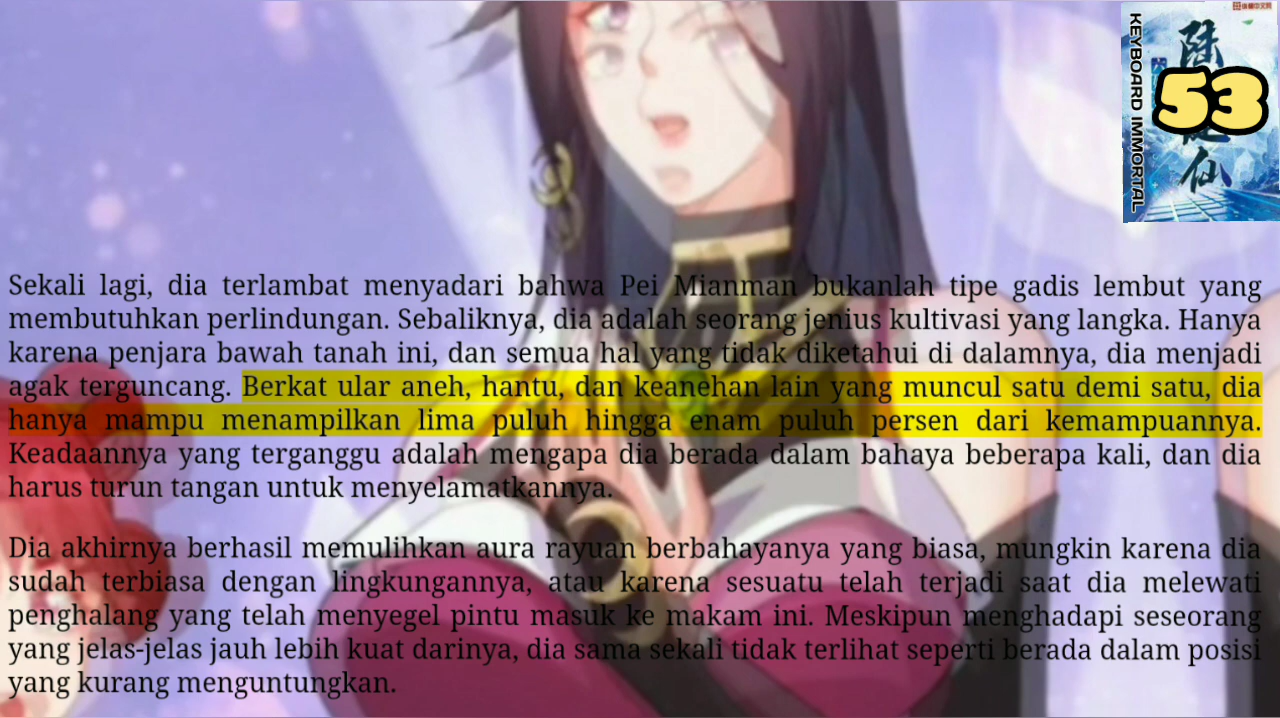 KEYBOARD IMMORTAL
53
仙
Sekali lagi, dia terlambat menyadari bahwa Pei Mianman bukanlah tipe gadis lembut yang
membutuhkan perlindungan. Sebaliknya, dia adalah seorang jenius kultivasi yang langka. Hanya
karena penjara bawah tanah ini, dan semua hal yang tidak diketahui di dalamnya, dia menjadi
agak terguncang. Berkat ular aneh, hantu, dan keanehan lain yang muncul satu demi satu, dia
hanya mampu menampilkan lima puluh hingga enam puluh persen dari kemampuannya.
Keadaannya yang terganggu adalah mengapa dia berada dalam bahaya beberapa kali, dan dia
harus turun tangan untuk menyelamatkannya.
Dia akhirnya berhasil memulihkan aura rayuan berbahayanya yang biasa, mungkin karena dia
sudah terbiasa dengan lingkungannya, atau karena sesuatu telah terjadi saat dia melewati
penghalang yang telah menyegel pintu masuk ke makam ini. Meskipun menghadapi seseorang
yang jelas-jelas jauh lebih kuat darinya, dia sama sekali tidak terlihat seperti berada dalam posisi
yang kurang menguntungkan.